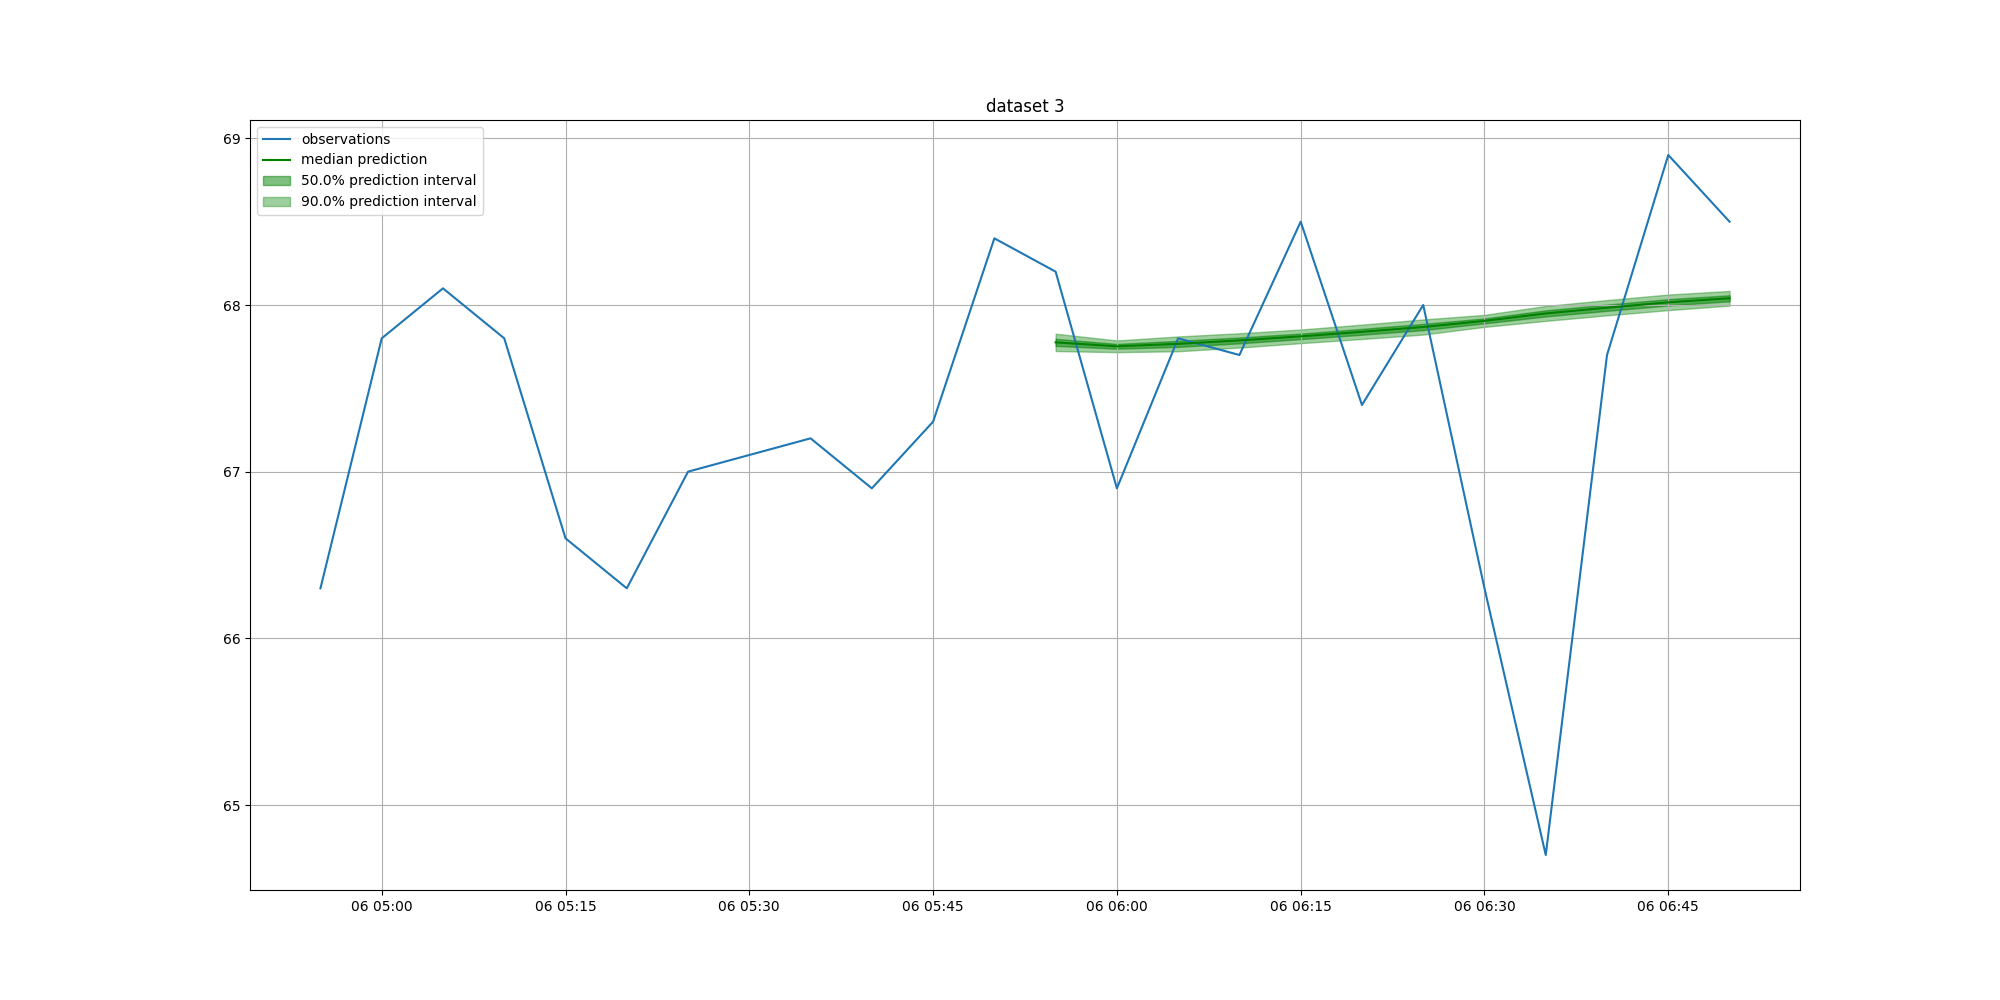 dataset 3
69
observations
median prediction
50.0% prediction interval
90.0% prediction interval
68
67
66
65
06 05:00 06 05:15 06 05:30 06 05:45 06 06:00 06 06:15 06 06:30 06 06:45